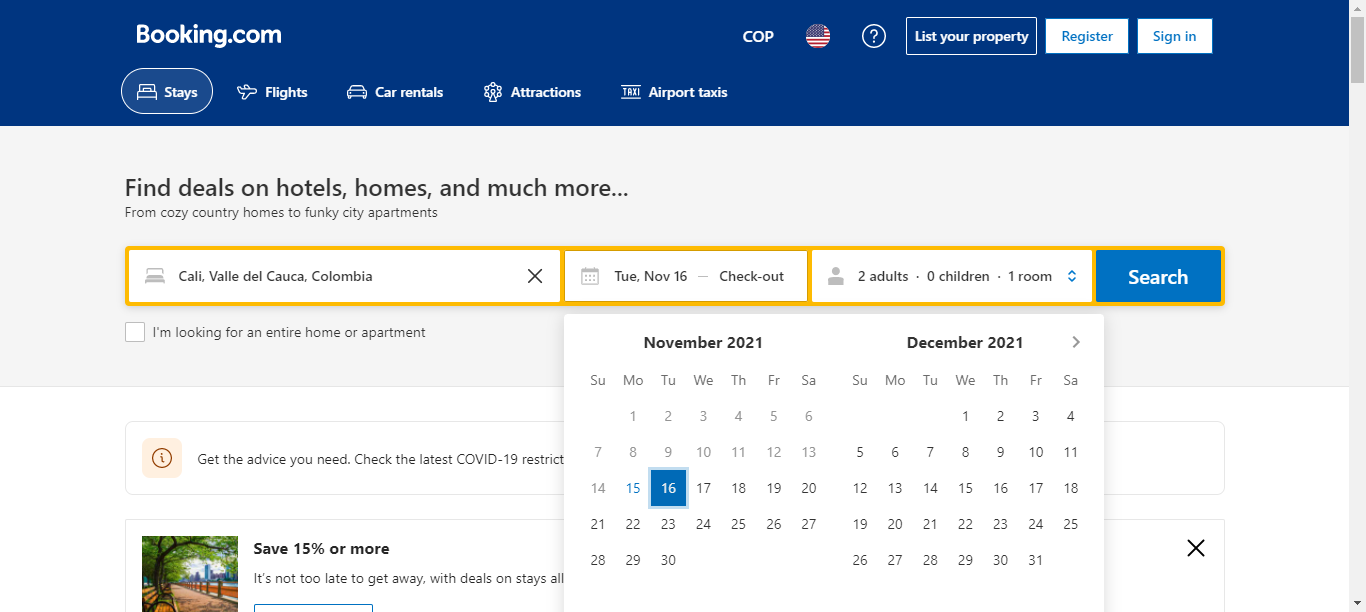 Booking.com
COP
?
List your property
Register
Sign in
Stays
Flights
Car rentals
Attractions
TAXI
Airport taxis
Find deals on hotels, homes, and much more...
From cozy country homes to funky city apartments
Cali, Valle del Cauca, Colombia
Tue, Nov 16 — Check-out
2 adults · 0 children · 1 room
Search
I'm looking for an entire home or apartment
November 2021
Su Mo Tu We Th Fr Sa
1 2 3 4 5 6
7 8 9 10 11 12 13
14 15 16 17 18 19 20
21 22 23 24 25 26 27
28 29 30
December 2021
Su Mo Tu We Th Fr Sa
1 2 3 4
5 6 7 8 9 10 11
12 13 14 15 16 17 18
19 20 21 22 23 24 25
26 27 28 29 30 31
Get the advice you need. Check the latest COVID-19 restrict
Save 15% or more
It's not too late to get away, with deals on stays all